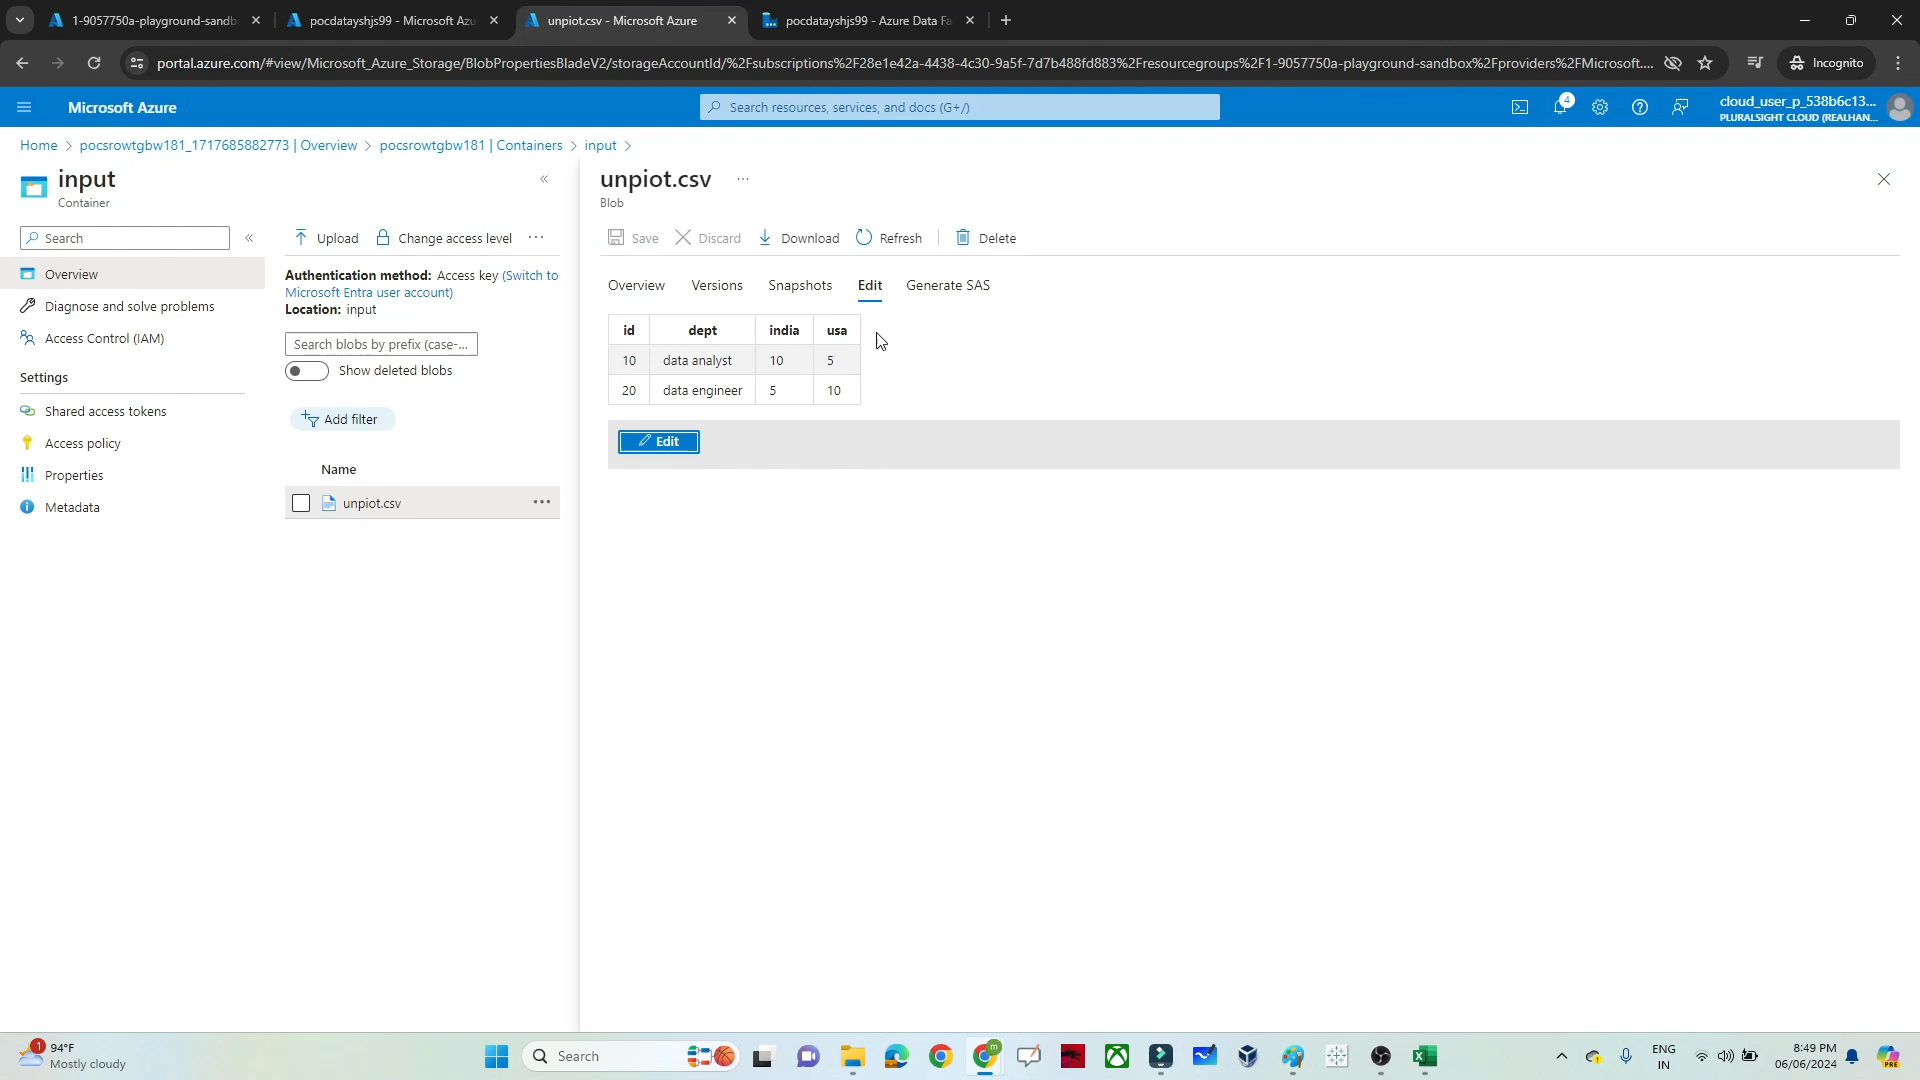 1-9057750a-playground-sandb
pocdatayshjs99 - Microsoft Azu
unpiot.csv - Microsoft Azure
pocdatayshjs99 - Azure Data Fa
portal.azure.com/#view/Microsoft_Azure_Storage/BlobPropertiesBladeV2/storageAccountId/%2Fsubscriptions%2F28e1e42a-4438-4c30-9a5f-7d7b488fd883%2Fresourcegroups%2F1-9057750a-playground-sandbox%2Fproviders%2FMicrosoft....
Incognito
Microsoft Azure
Search resources, services, and docs (G+/)
4
cloud_user_p_538b6c13...
PLURALSIGHT CLOUD (REALHAN...
Home > pocsrowtgbw181_1717685882773 | Overview > pocsrowtgbw181 | Containers > input >
input
Container
Search
Overview
Diagnose and solve problems
Access Control (IAM)
Settings
Shared access tokens
Access policy
Properties
Metadata
Upload
Change access level
Authentication method: Access key (Switch to
Microsoft Entra user account)
Location: input
Search blobs by prefix (case-...
Show deleted blobs
Add filter
Name
unpiot.csv
unpiot.csv
Blob
Save
Discard
Download
Refresh
Delete
Overview
Versions
Snapshots
Edit
Generate SAS
id dept india usa
10 data analyst 10 5
20 data engineer 5 10
Edit
1
94°F
Mostly cloudy
Search
m
ENG
IN
8:49 PM
06/06/2024
PRE